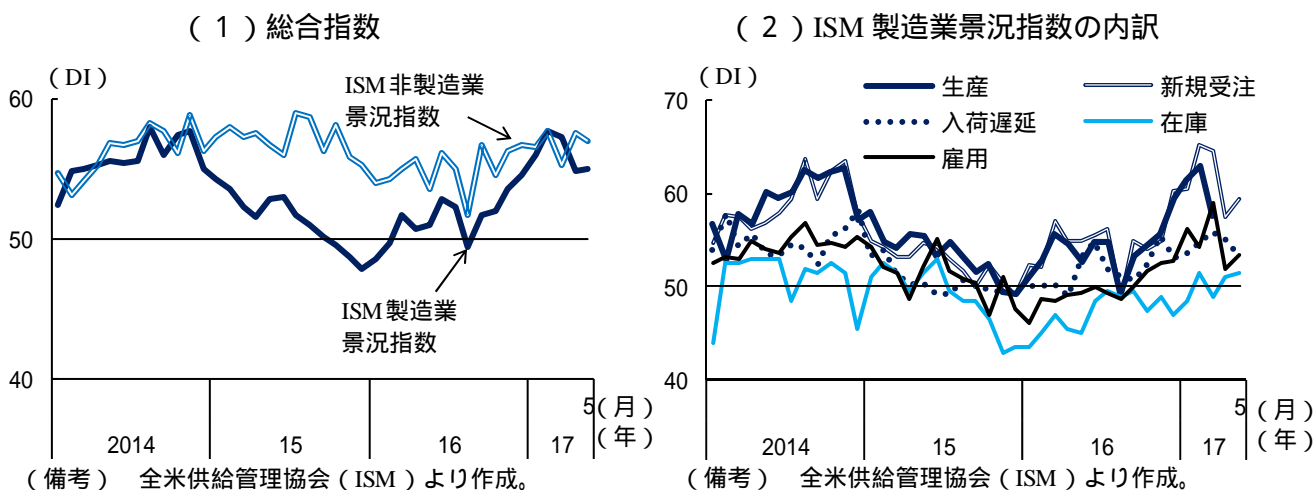 （１）総合指数
（DI）
60
50
40
ISM非製造業
景況指数
ISM製造業
景況指数
5（月）
2014 15 16 17（年）
（備考） 全米供給管理協会（ISM）より作成。
（２）ISM製造業景況指数の内訳
（DI）
生産 新規受注
入荷遅延 在庫
雇用
70
60
50
40
5（月）
2014 15 16 17（年）
（備考） 全米供給管理協会（ISM）より作成。